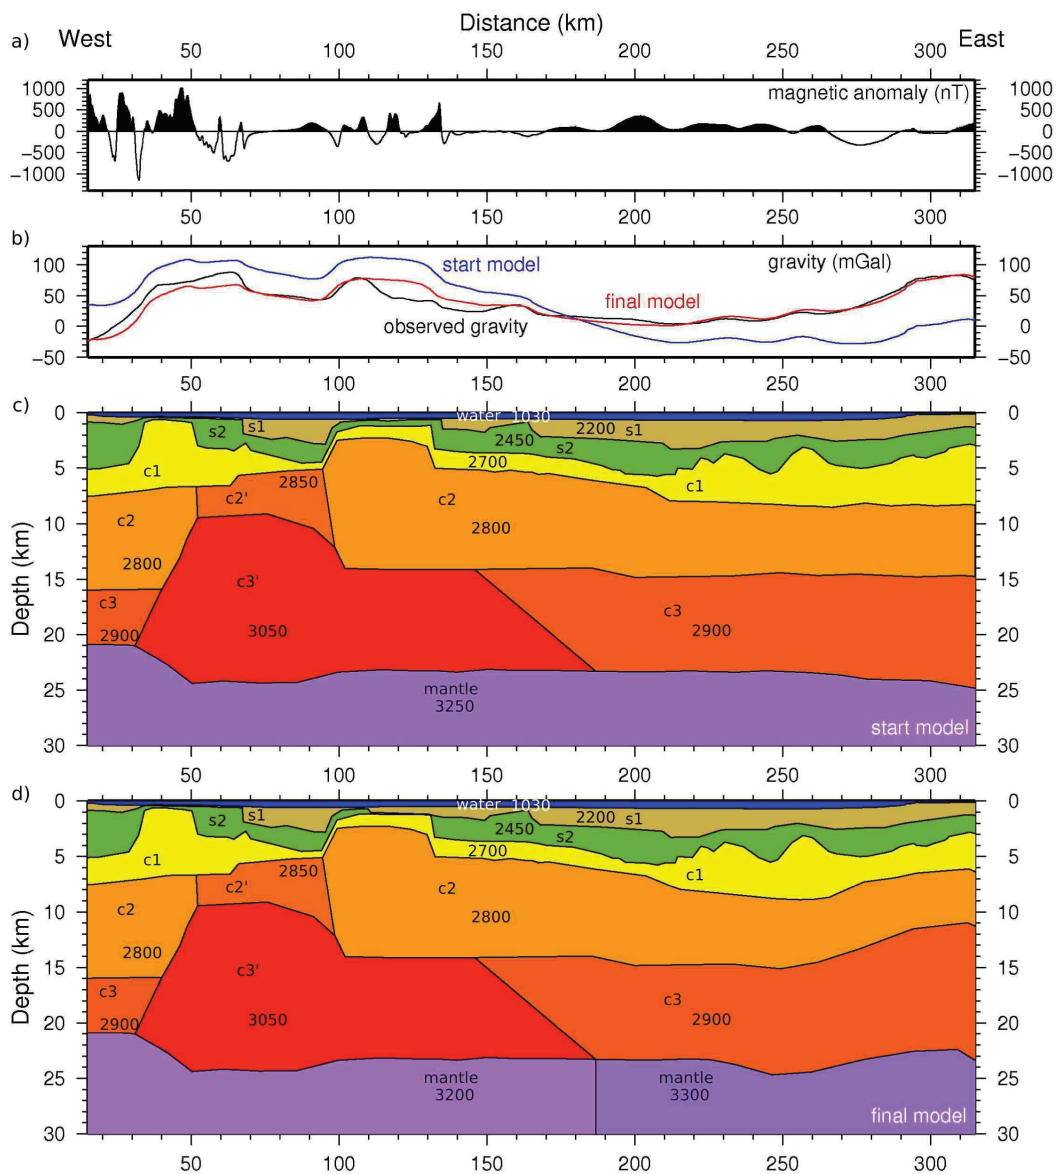 Distance (km)
a) West East
50 100 150 200 250 300
magnetic anomaly (nT)
1000 1000
500 500
0 0
−500 −500
−1000 −1000
50 100 150 200 250 300
b)
start model gravity (mGal)
final model
observed gravity
100 100
50 50
0 0
−50 −50
50 100 150 200 250 300
c)
Depth (km)
0 0
5 5
10 10
15 15
20 20
25 25
30 30
water 1030
s2 s1 2450 2200 s1
s2
2700
c1 2850 c1
c2' c2
c2 2800
2800
c3' c3
c3
2900 3050 2900
mantle
3250
start model
50 100 150 200 250 300
d)
Depth (km)
0 0
5 5
10 10
15 15
20 20
25 25
30 30
water 1030
s2 s1 2450 2200 s1
s2
2700
c1 2850 c1
c2' c2
c2 2800
2800
c3' c3
c3
2900 3050 2900
mantle mantle
3200 3300
final model
50 100 150 200 250 300